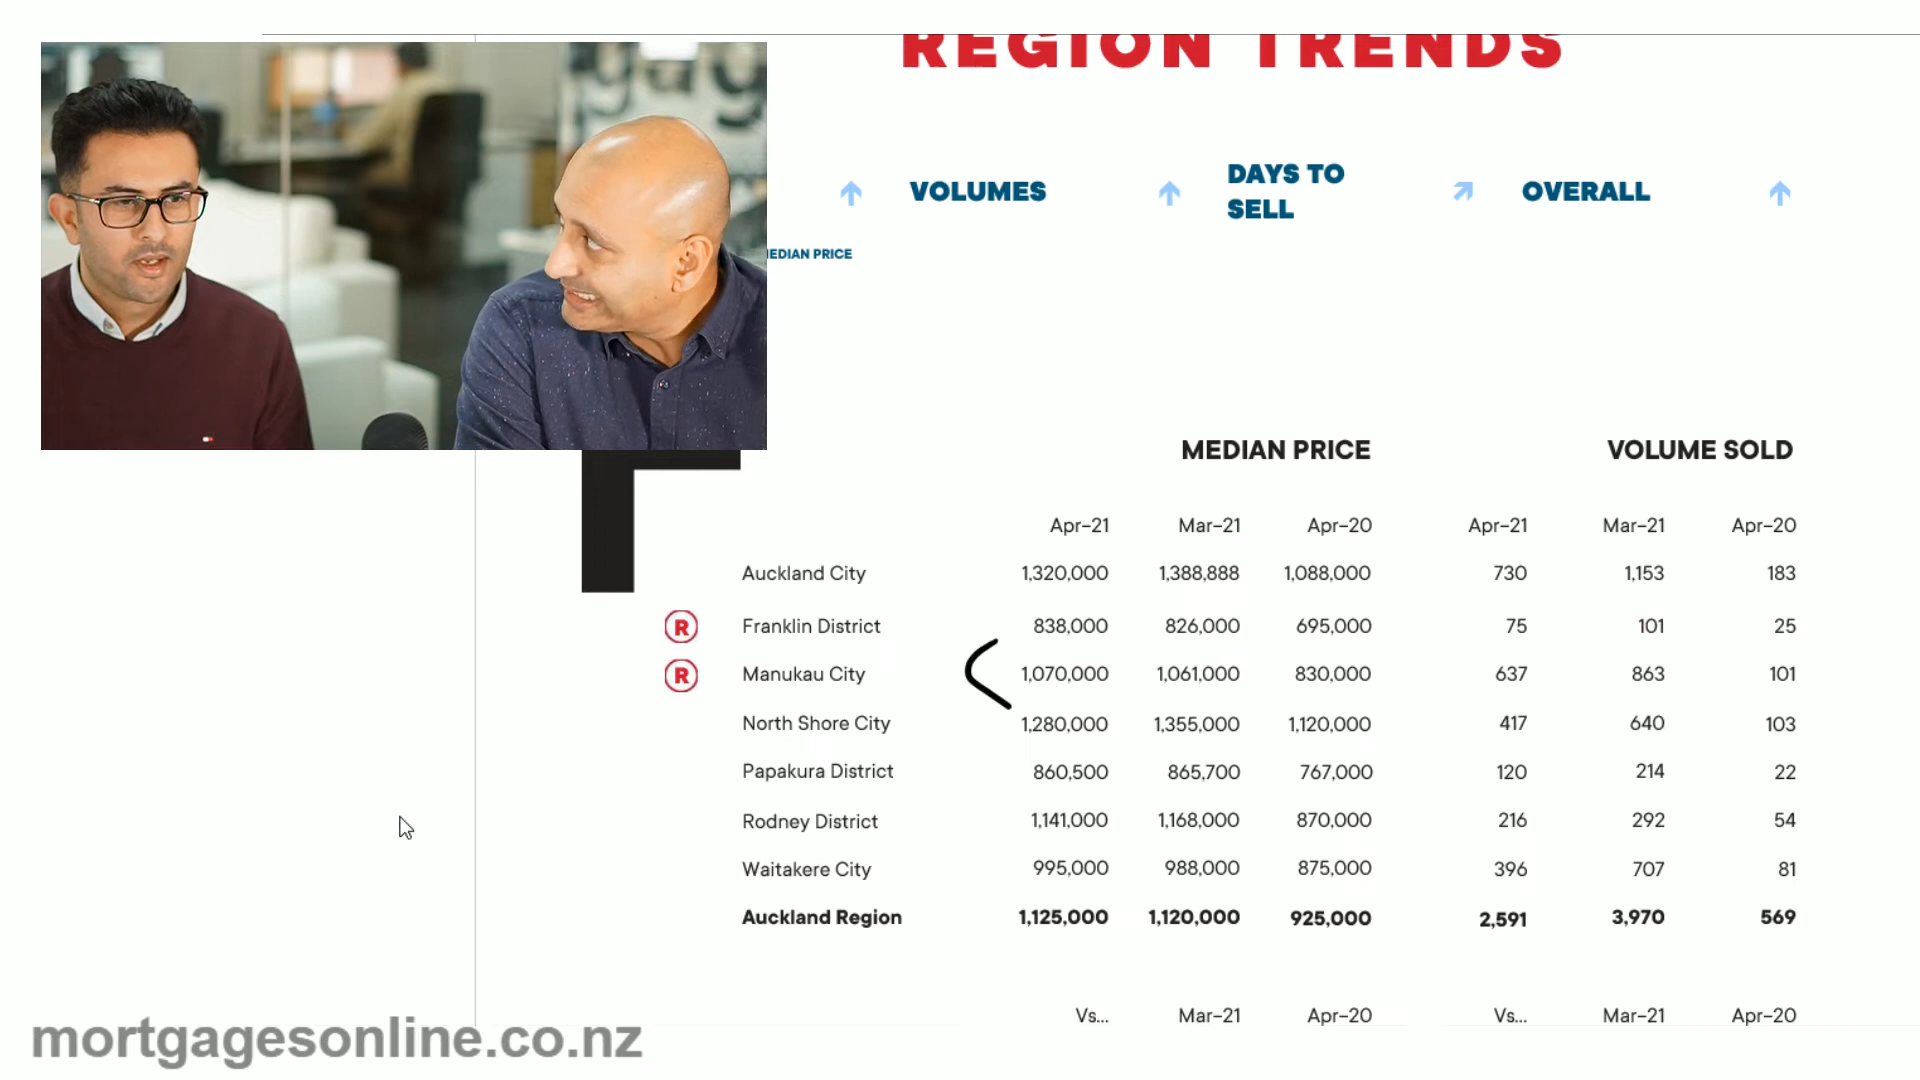 REGION TRENDS
VOLUMES
DAYS TO
SELL
OVERALL
EDIAN PRICE
MEDIAN PRICE VOLUME SOLD
Apr-21 Mar-21 Apr-20 Apr-21 Mar-21 Apr-20
Auckland City 1,320,000 1,388,888 1,088,000 730 1,153 183
R Franklin District 838,000 826,000 695,000 75 101 25
R Manukau City 1,070,000 1,061,000 830,000 637 863 101
North Shore City 1,280,000 1,355,000 1,120,000 417 640 103
Papakura District 860,500 865,700 767,000 120 214 22
Rodney District 1,141,000 1,168,000 870,000 216 292 54
Waitakere City 995,000 988,000 875,000 396 707 81
Auckland Region 1,125,000 1,120,000 925,000 2,591 3,970 569
Vs... Mar-21 Apr-20 Vs... Mar-21 Apr-20
mortgagesonline.co.nz